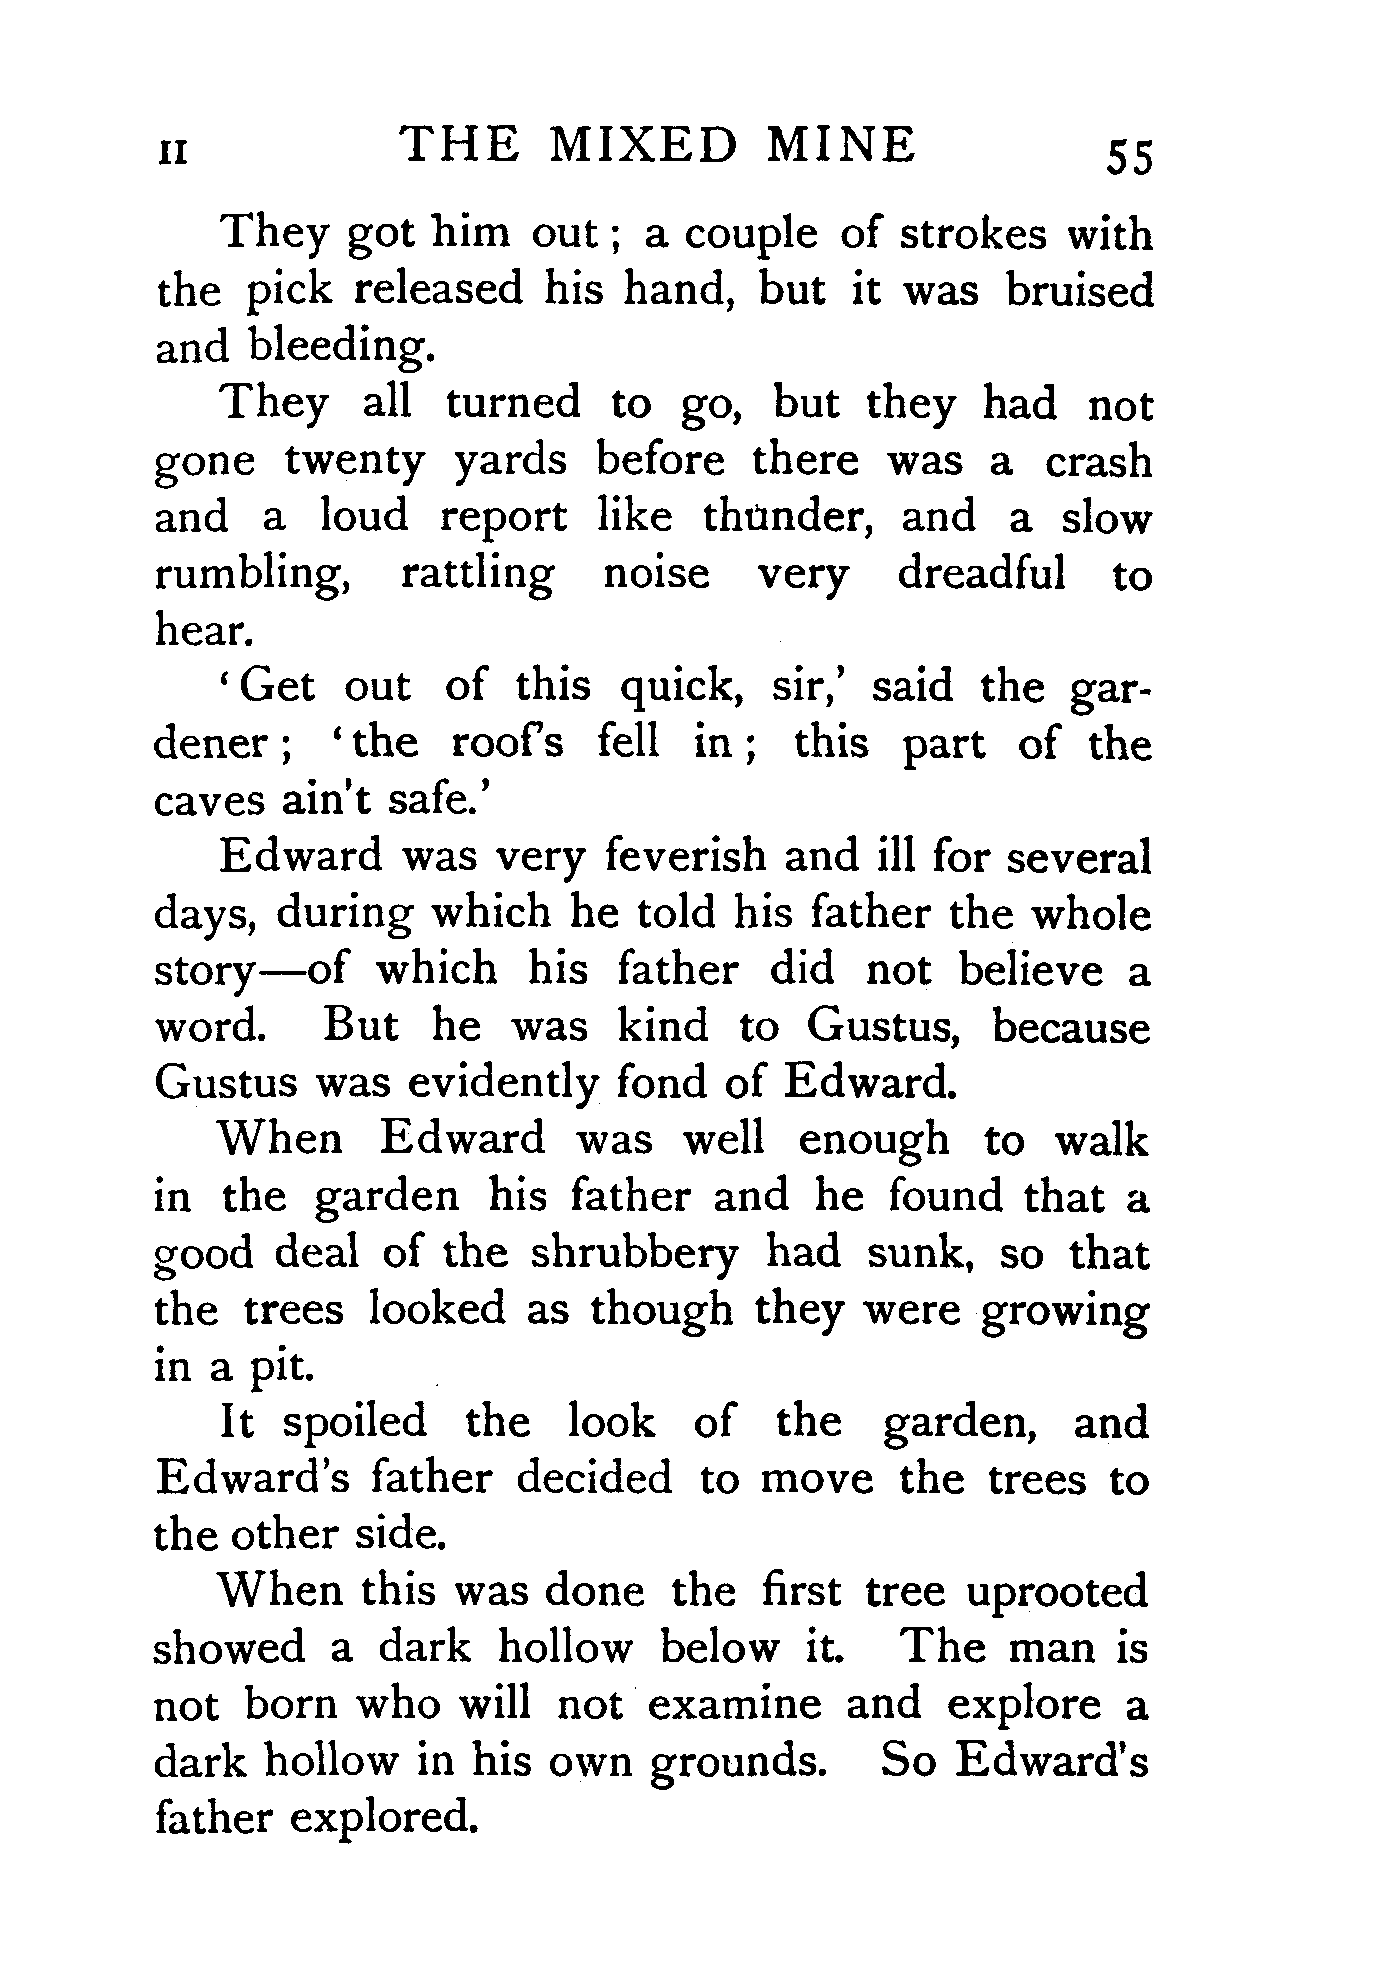 II THE MIXED MINE 55
They got him out ; a couple of strokes with
the pick released his hand, but it was bruised
and bleeding.
They all turned to go, but they had not
gone twenty yards before there was a crash
and a loud report like thunder, and a slow
rumbling, rattling noise very dreadful to
hear.
‘ Get out of this quick, sir,’ said the gar-
dener ; ‘ the roof’s fell in ; this part of the
caves ain't safe.’
Edward was very feverish and ill for several
days, during which he told his father the whole
story—of which his father did not believe a
word. But he was kind to Gustus, because
Gustus was evidently fond of Edward.
When Edward was well enough to walk
in the garden his father and he found that a
good deal of the shrubbery had sunk, so that
the trees looked as though they were growing
in a pit.
It spoiled the look of the garden, and
Edward's father decided to move the trees to
the other side.
When this was done the first tree uprooted
showed a dark hollow below it. The man is
not born who will not examine and explore a
dark hollow in his own grounds. So Edward's
father explored.